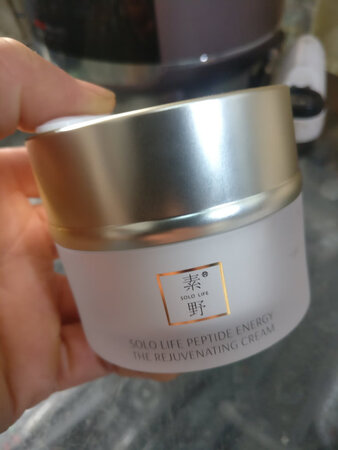 素®
SOLO LIFE
野
SOLO LIFE PEPTIDE ENERGY
THE REJUVENATING CREAM